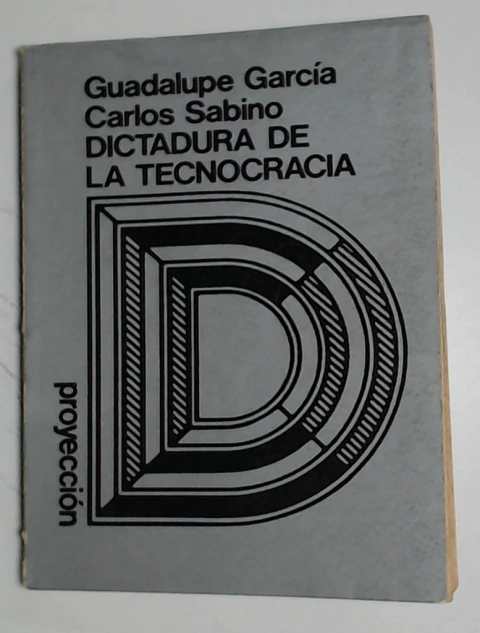 Guadalupe García
Carlos Sabino
DICTADURA DE
LA TECNOCRACIA
proyección